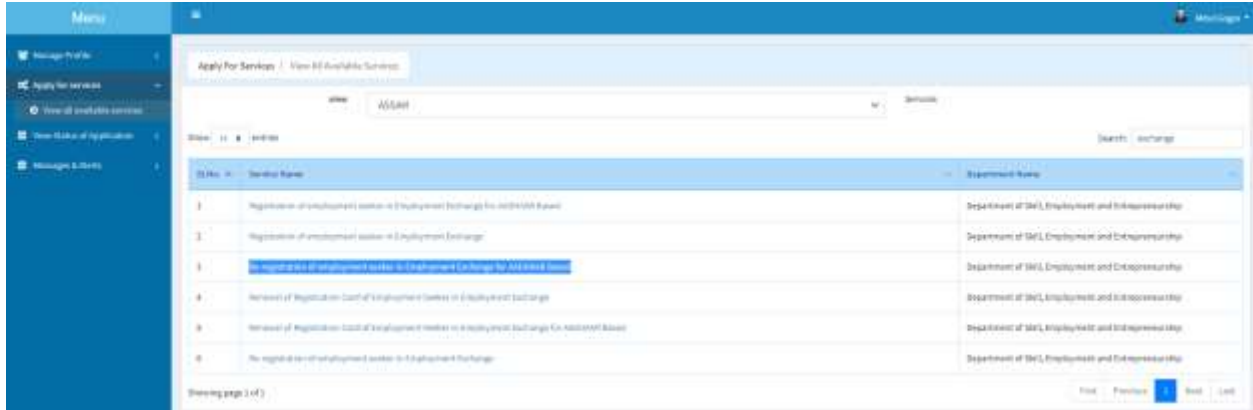 Menu
Manage Profile
Apply for services
View all available services
View Status of Application
Messages & Alerts
Apply For Services / View All Available Services
ASSAM
Services
Show entries
Search: exchange
Sl.No. Service Name Department Name
1 Registration of employment seeker in Employment Exchange for AADHAAR Based Department of Skill, Employment and Entrepreneurship
2 Registration of employment seeker in Employment Exchange Department of Skill, Employment and Entrepreneurship
3 Re-registration of employment seeker in Employment Exchange for AADHAAR Based Department of Skill, Employment and Entrepreneurship
4 Renewal of Registration Card of Employment Seeker in Employment Exchange Department of Skill, Employment and Entrepreneurship
5 Renewal of Registration Card of Employment Seeker in Employment Exchange for AADHAAR Based Department of Skill, Employment and Entrepreneurship
6 Re-registration of employment seeker in Employment Exchange Department of Skill, Employment and Entrepreneurship
Showing page 1 of 1
First Previous 1 Next Last